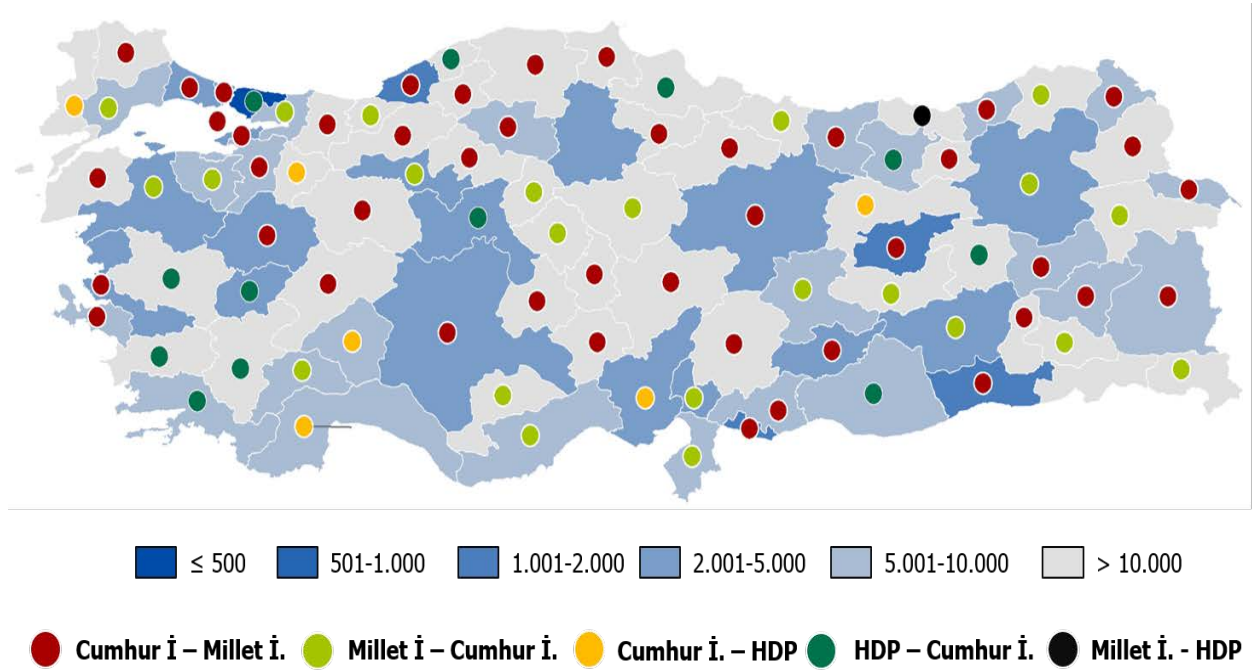 ≤ 500 501-1.000 1.001-2.000 2.001-5.000 5.001-10.000 > 10.000
Cumhur İ – Millet İ. Millet İ – Cumhur İ. Cumhur İ. – HDP HDP – Cumhur İ. Millet İ. - HDP